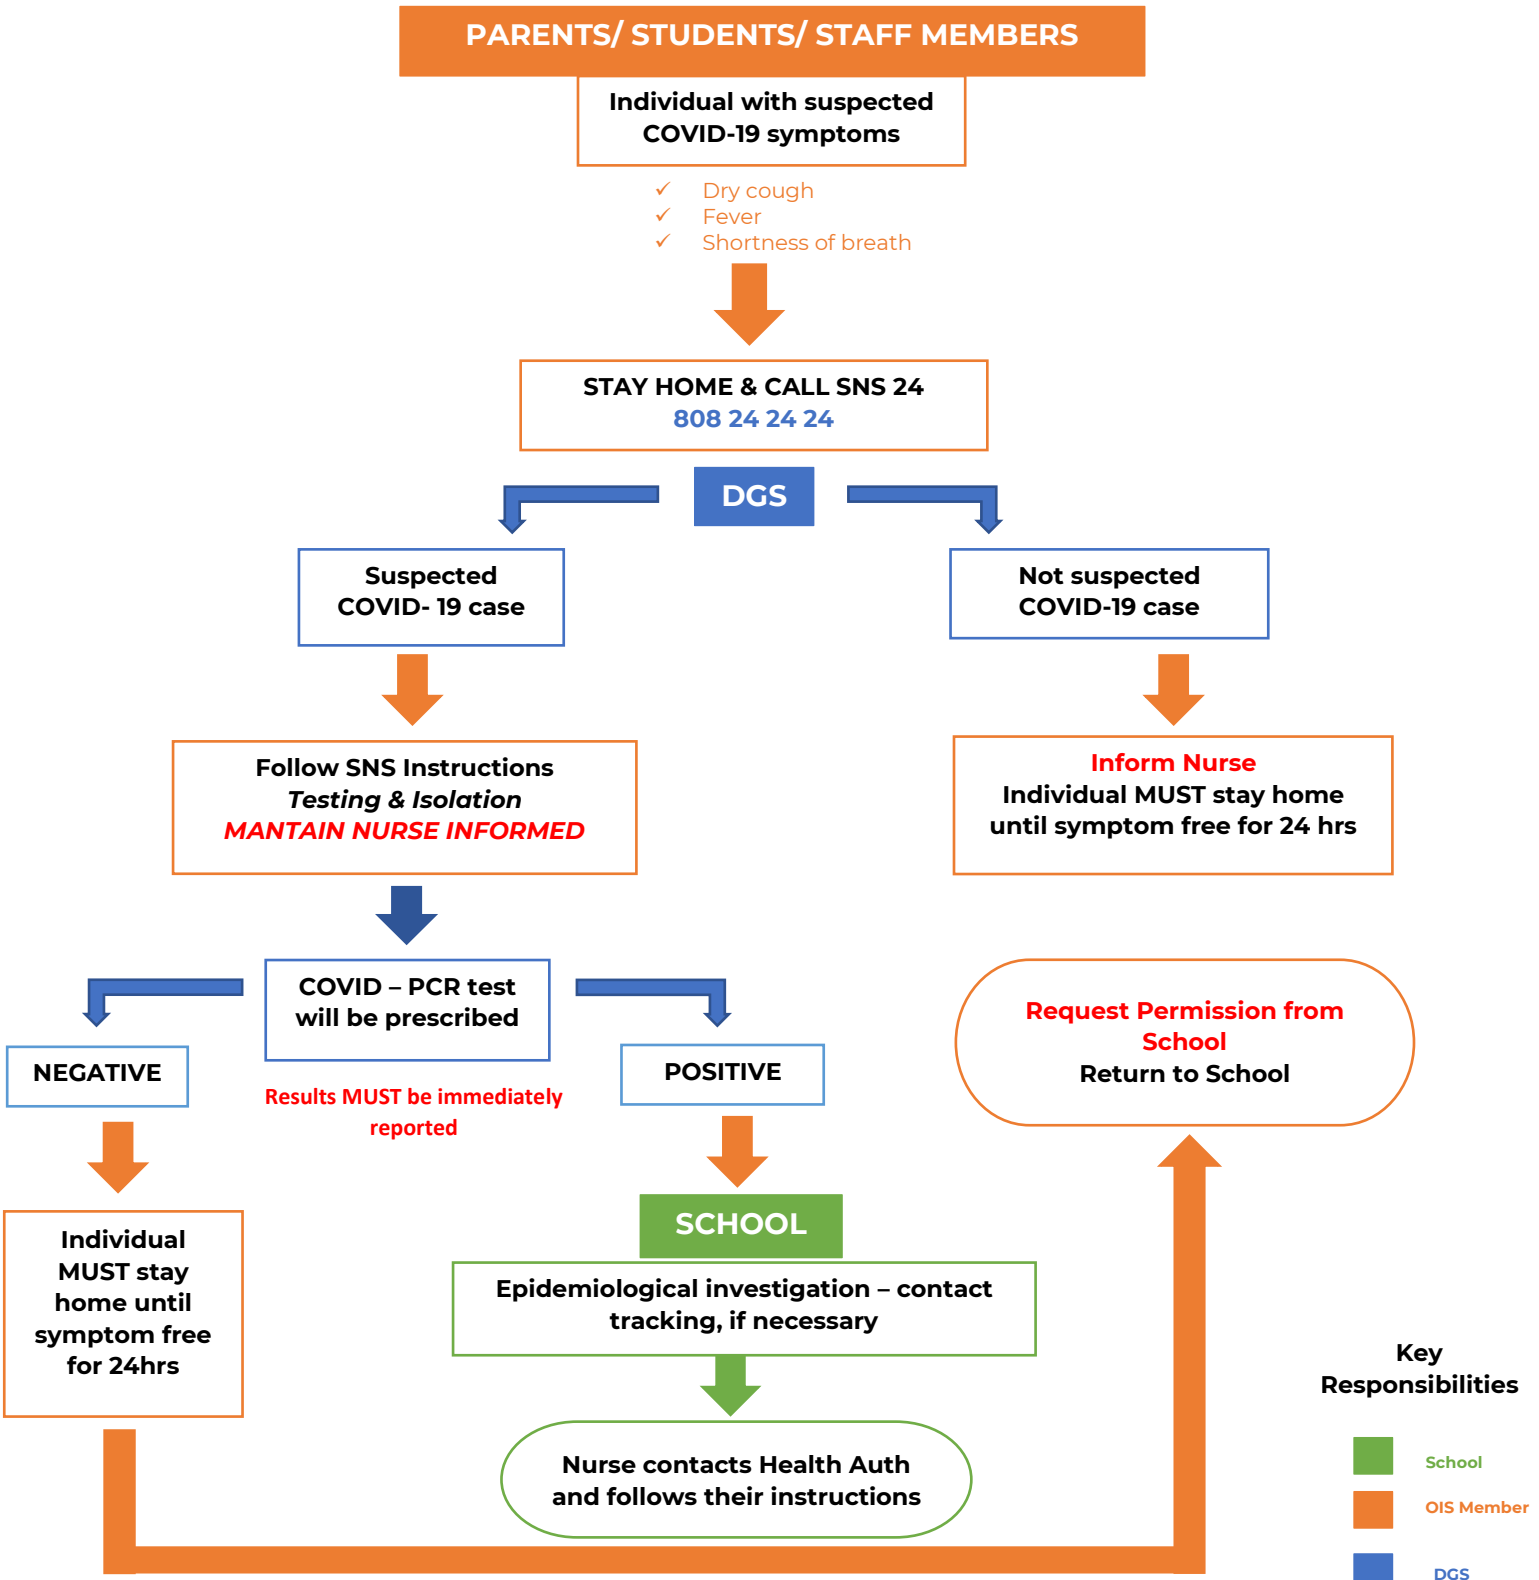 PARENTS/ STUDENTS/ STAFF MEMBERS
Individual with suspected
COVID-19 symptoms
✓ Dry cough
✓ Fever
✓ Shortness of breath
STAY HOME & CALL SNS 24
808 24 24 24
DGS
Suspected
COVID- 19 case
Not suspected
COVID-19 case
Follow SNS Instructions
Testing & Isolation
MANTAIN NURSE INFORMED
Inform Nurse
Individual MUST stay home
until symptom free for 24 hrs
COVID – PCR test
will be prescribed
Request Permission from
School
Return to School
NEGATIVE
Results MUST be immediately
reported
POSITIVE
Individual
MUST stay
home until
symptom free
for 24hrs
SCHOOL
Epidemiological investigation – contact
tracking, if necessary
Nurse contacts Health Auth
and follows their instructions
Key
Responsibilities
School
OIS Member
DGS